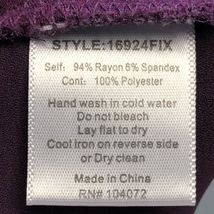 STYLE:16924FIX
Self: 94% Rayon 6% Spandex
Cont: 100% Polyester
Hand wash in cold water
Do not bleach
Lay flat to dry
Cool iron on reverse side
or Dry clean
Made in China
RN# 104072